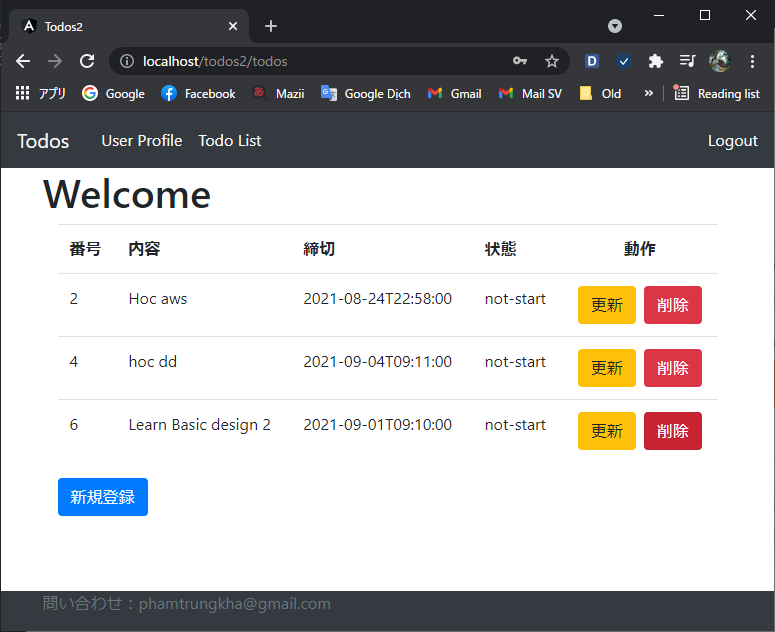 Todos2
localhost/todos2/todos
アプリ Google Facebook Mazii Google Dịch Gmail Mail SV Old » Reading list
Todos User Profile Todo List Logout
Welcome
番号 内容 締切 状態 動作
2 Hoc aws 2021-08-24T22:58:00 not-start 更新 削除
4 hoc dd 2021-09-04T09:11:00 not-start 更新 削除
6 Learn Basic design 2 2021-09-01T09:10:00 not-start 更新 削除
新規登録
問い合わせ：phamtrungkha@gmail.com